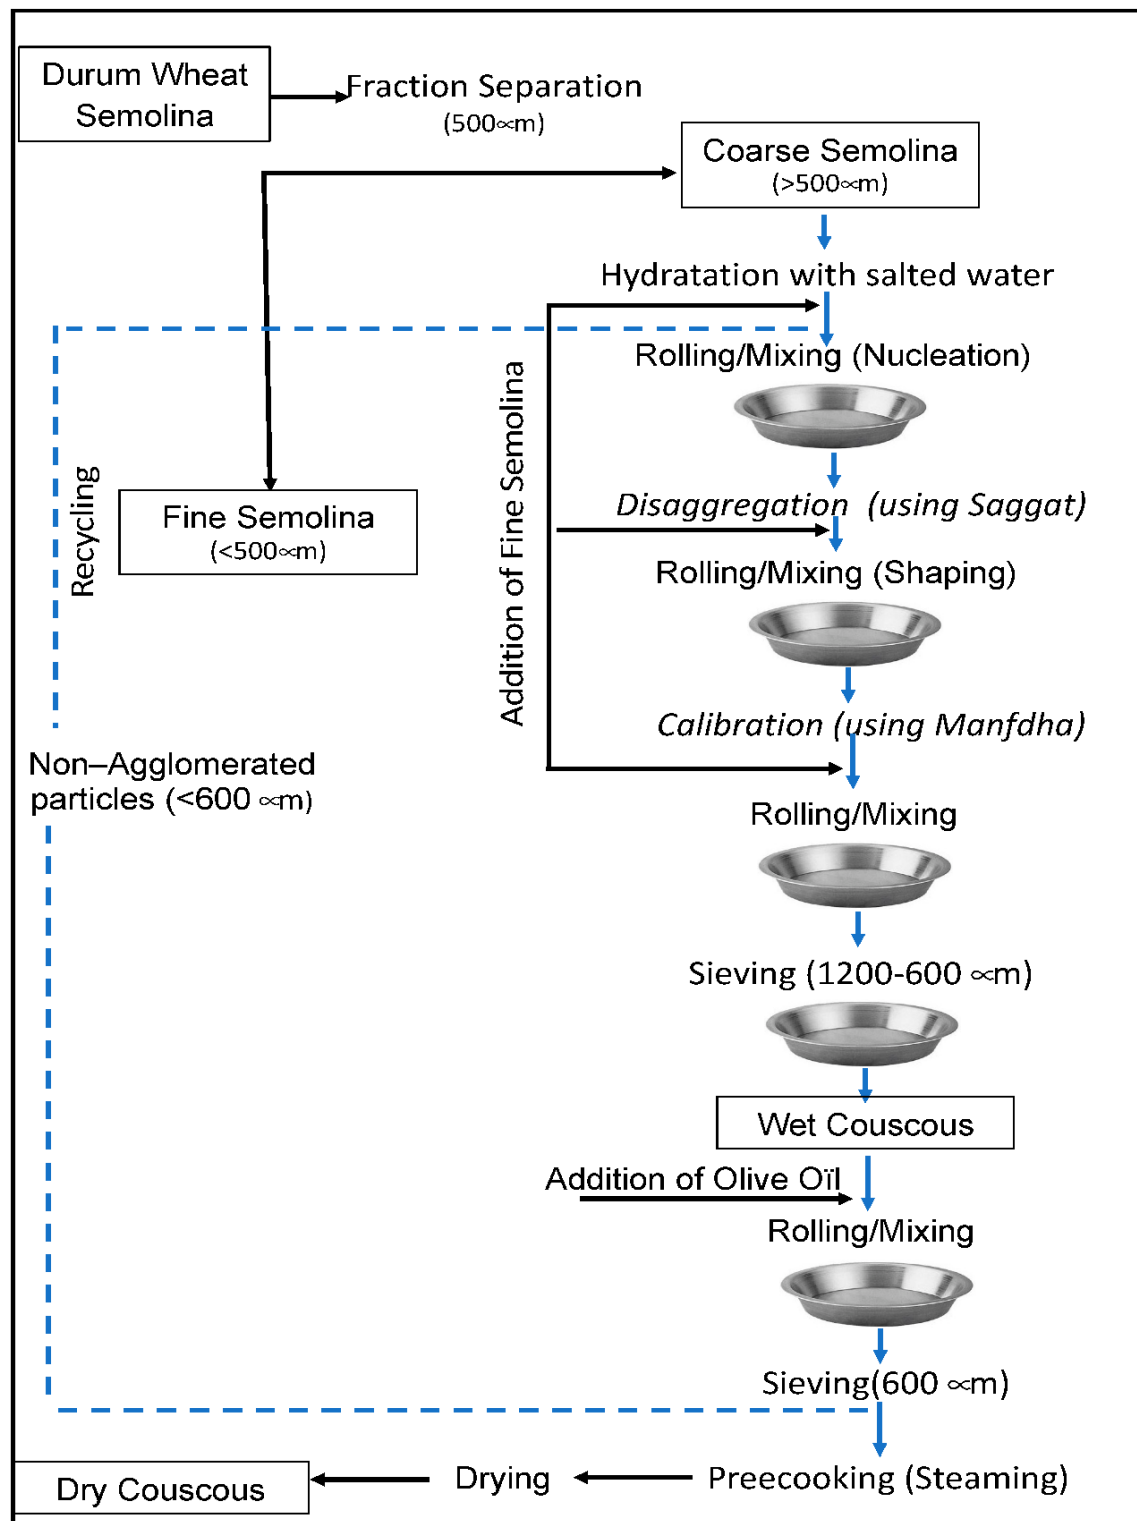 Durum Wheat
Semolina
Fraction Separation
(500∝m)
Coarse Semolina
(>500∝m)
Hydratation with salted water
Rolling/Mixing (Nucleation)
Addition of Fine Semolina
Recycling
Disaggregation (using Saggat)
Fine Semolina
(<500∝m)
Rolling/Mixing (Shaping)
Calibration (using Manfdha)
Non–Agglomerated
particles (<600 ∝m)
Rolling/Mixing
Sieving (1200-600 ∝m)
Wet Couscous
Addition of Olive Oïl
Rolling/Mixing
Sieving(600 ∝m)
Preecooking (Steaming)
Drying
Dry Couscous